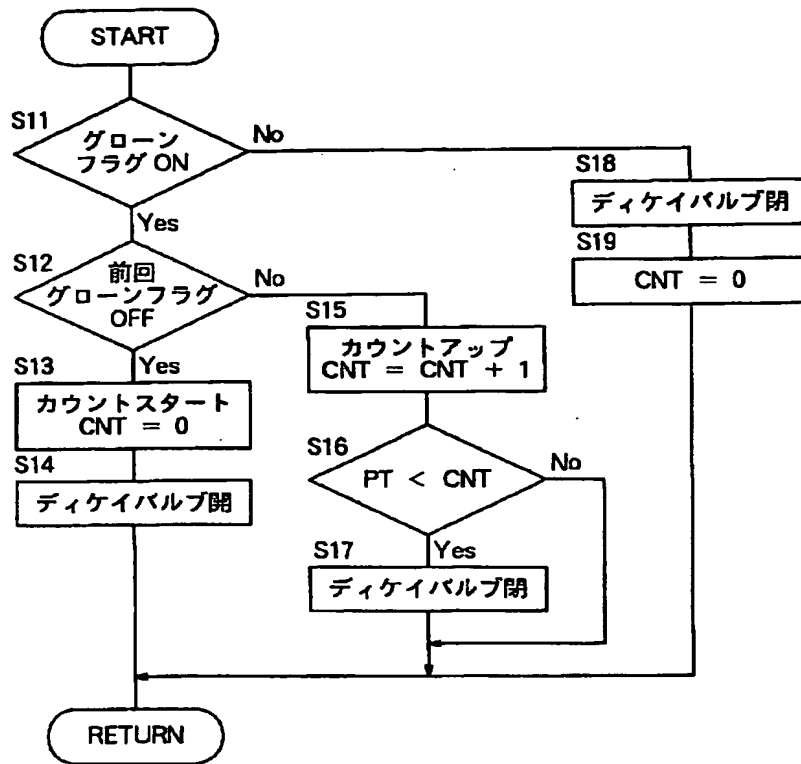 START
S11
グローン
フラグ ON
No
Yes
S18
ディケイバルブ閉
S19
CNT = 0
S12
前回
グローンフラグ
OFF
No
Yes
S13
カウントスタート
CNT = 0
S14
ディケイバルブ開
S15
カウントアップ
CNT = CNT + 1
S16
PT < CNT
No
Yes
S17
ディケイバルブ閉
RETURN